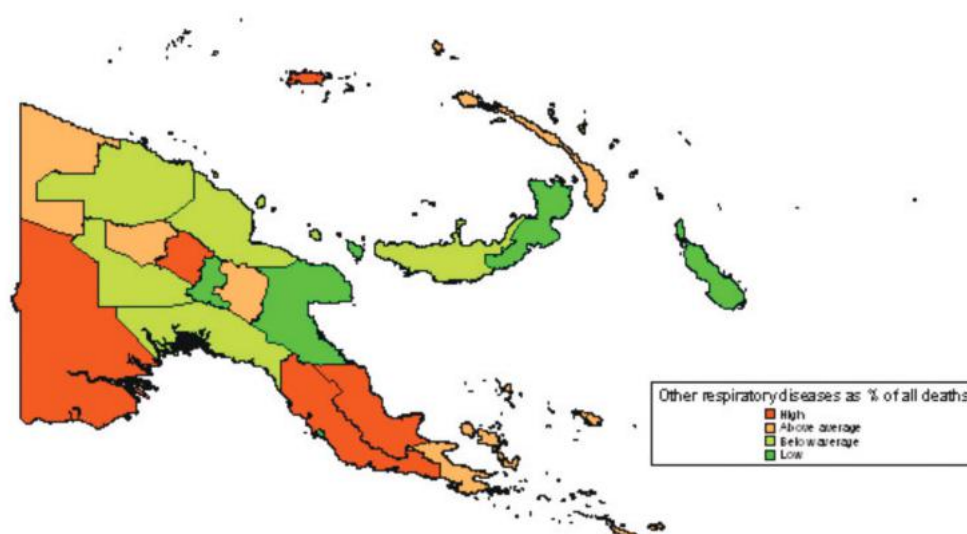 Other respiratory diseases as % of all deaths
High
Above average
Below average
Low